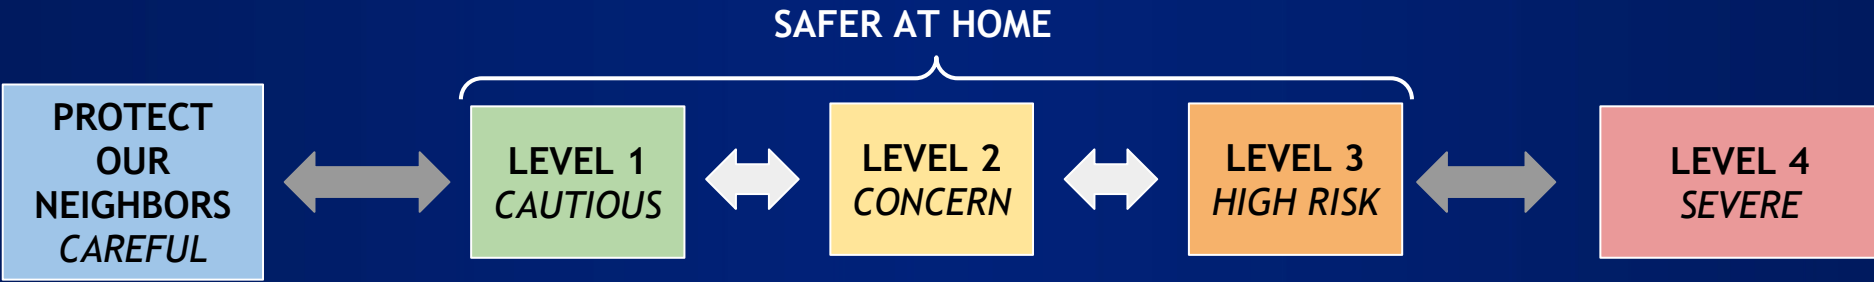 SAFER AT HOME
PROTECT
OUR
NEIGHBORS
CAREFUL
LEVEL 1
CAUTIOUS
LEVEL 2
CONCERN
LEVEL 3
HIGH RISK
LEVEL 4
SEVERE